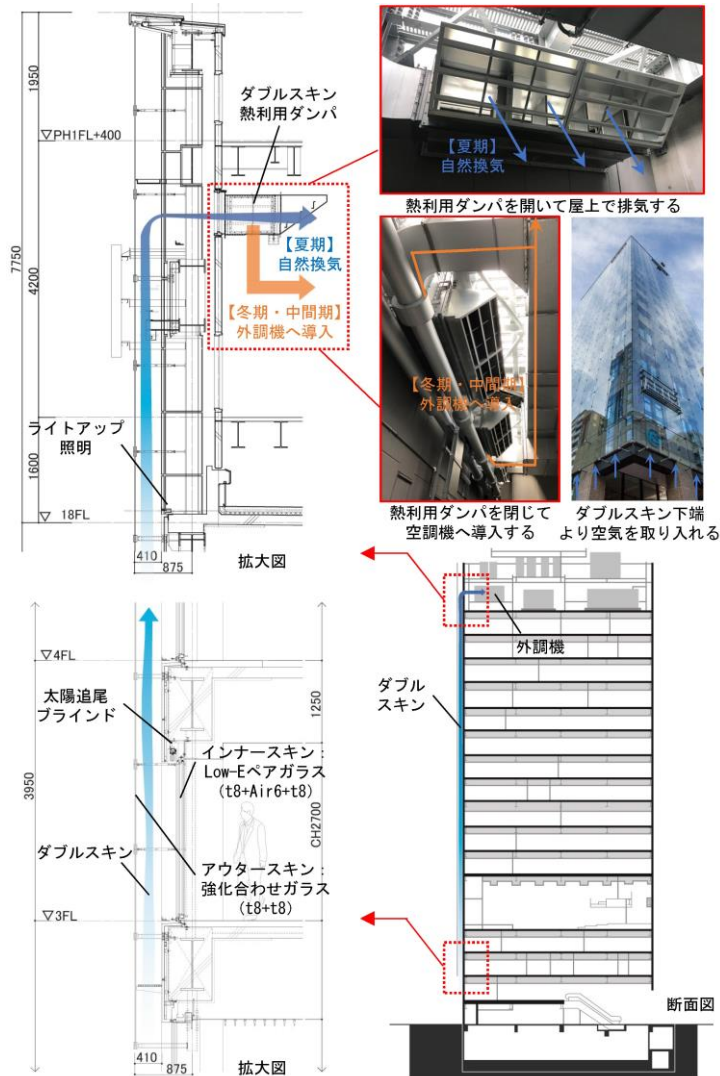 1950
▽PH1FL+400
7750
4200
1600
▽ 18FL
410
875
拡大図
ダブルスキン
熱利用ダンパ
【夏期】
自然換気
【冬期・中間期】
外調機へ導入
ライトアップ
照明
【夏期】
自然換気
熱利用ダンパを開いて屋上で排気する
【冬期・中間期】
外調機へ導入
熱利用ダンパを閉じて
空調機へ導入する
ダブルスキン下端
より空気を取り入れる
▽4FL
太陽追尾
ブラインド
3950
1250
インナースキン：
Low-Eペアガラス
(t8+Air6+t8)
CH2700
ダブルスキン
アウタースキン：
強化合わせガラス
(t8+t8)
▽3FL
410
875
拡大図
外調機
ダブル
スキン
断面図